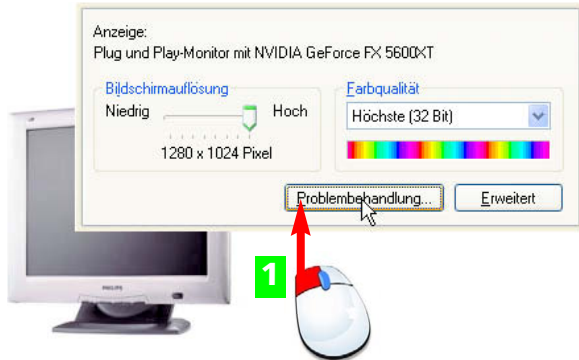 Anzeige:
Plug und Play-Monitor mit NVIDIA GeForce FX 5600XT
Bildschirmauflösung
Niedrig Hoch
1280 x 1024 Pixel
Farbqualität
Höchste (32 Bit)
Problembehandlung...
Erweitert
1
PHILIPS